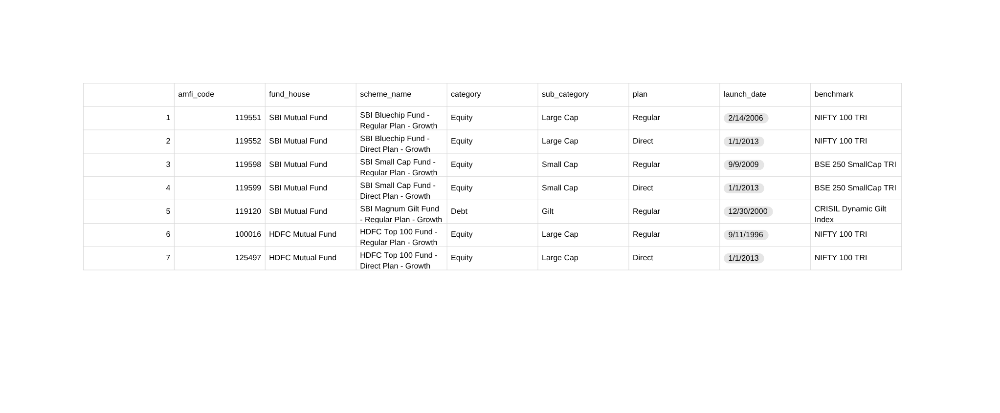 amfi_code fund_house scheme_name category sub_category plan launch_date benchmark
1 119551 SBI Mutual Fund SBI Bluechip Fund - Regular Plan - Growth Equity Large Cap Regular 2/14/2006 NIFTY 100 TRI
2 119552 SBI Mutual Fund SBI Bluechip Fund - Direct Plan - Growth Equity Large Cap Direct 1/1/2013 NIFTY 100 TRI
3 119598 SBI Mutual Fund SBI Small Cap Fund - Regular Plan - Growth Equity Small Cap Regular 9/9/2009 BSE 250 SmallCap TRI
4 119599 SBI Mutual Fund SBI Small Cap Fund - Direct Plan - Growth Equity Small Cap Direct 1/1/2013 BSE 250 SmallCap TRI
5 119120 SBI Mutual Fund SBI Magnum Gilt Fund - Regular Plan - Growth Debt Gilt Regular 12/30/2000 CRISIL Dynamic Gilt Index
6 100016 HDFC Mutual Fund HDFC Top 100 Fund - Regular Plan - Growth Equity Large Cap Regular 9/11/1996 NIFTY 100 TRI
7 125497 HDFC Mutual Fund HDFC Top 100 Fund - Direct Plan - Growth Equity Large Cap Direct 1/1/2013 NIFTY 100 TRI